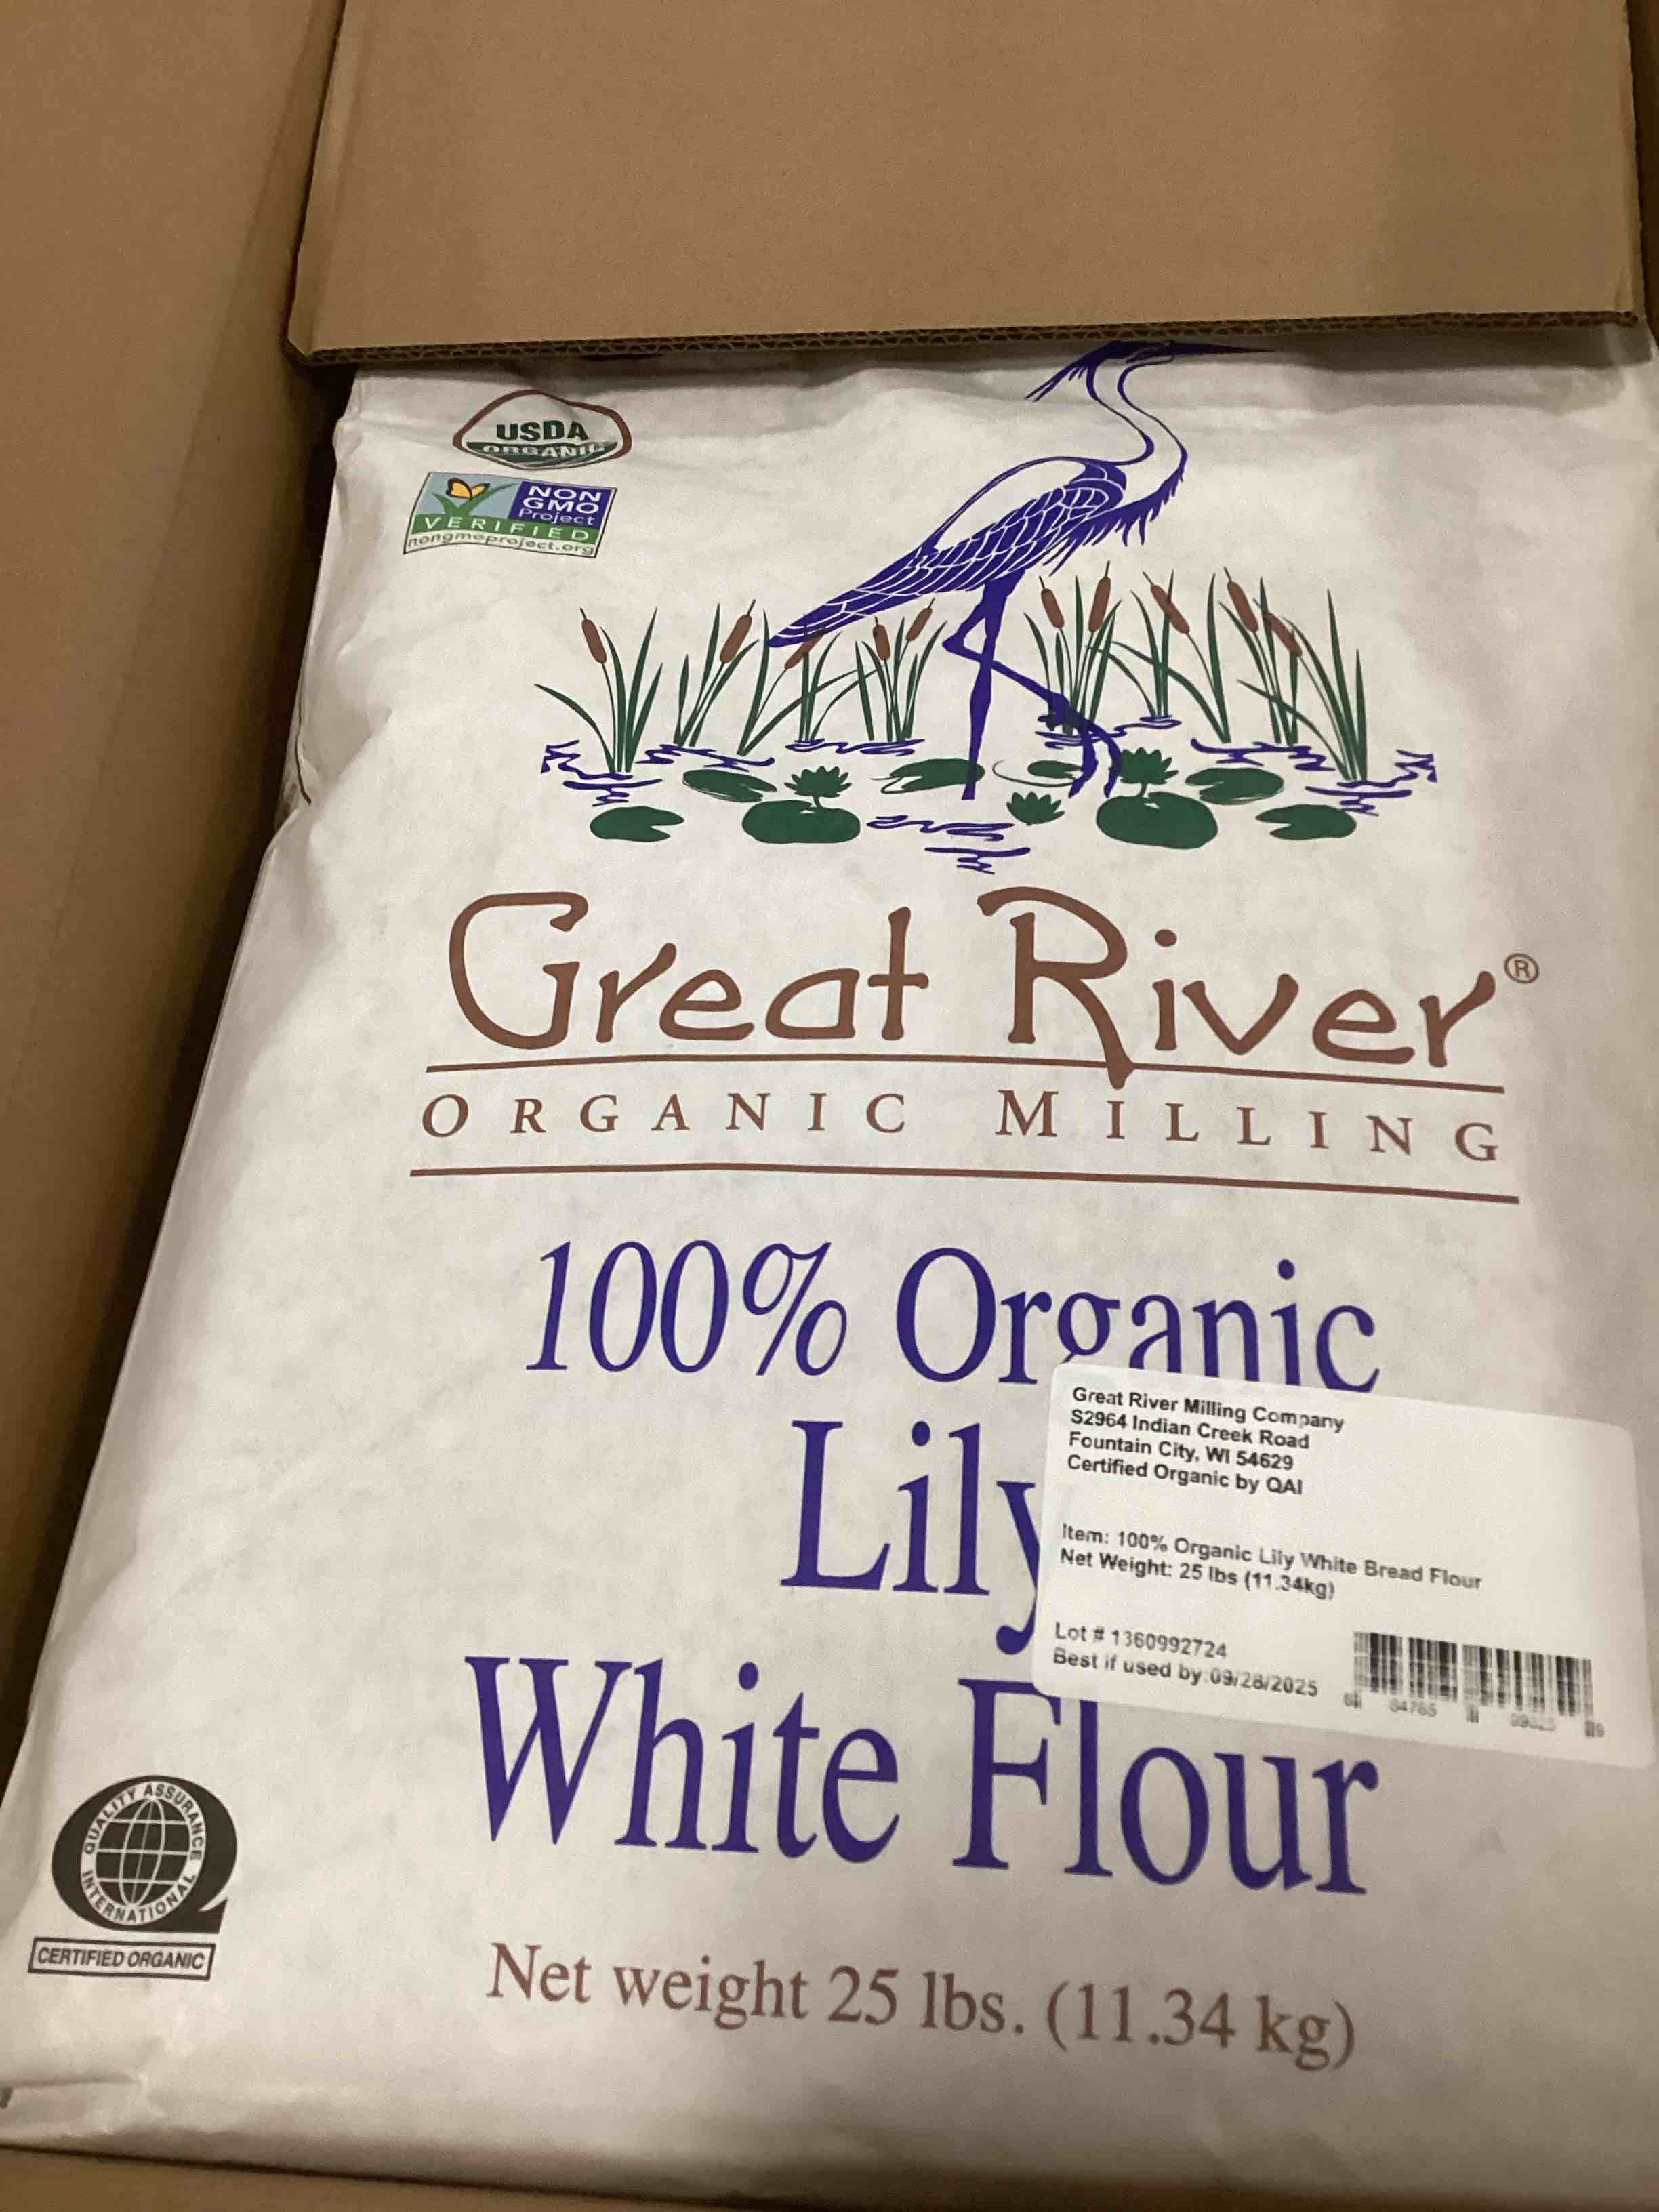 USDA
ORGANIC
NON
GMO
Project
VERIFIED
nongmoproject.org
Great River®
ORGANIC MILLING
100% Organic
Lily
White Flour
Great River Milling Company
S2964 Indian Creek Road
Fountain City, WI 54629
Certified Organic by QAI
Item: 100% Organic Lily White Bread Flour
Net Weight: 25 lbs (11.34kg)
Lot # 1360992724
Best if used by:09/28/2025
QUALITY ASSURANCE
INTERNATIONAL
CERTIFIED ORGANIC
Net weight 25 lbs. (11.34 kg)